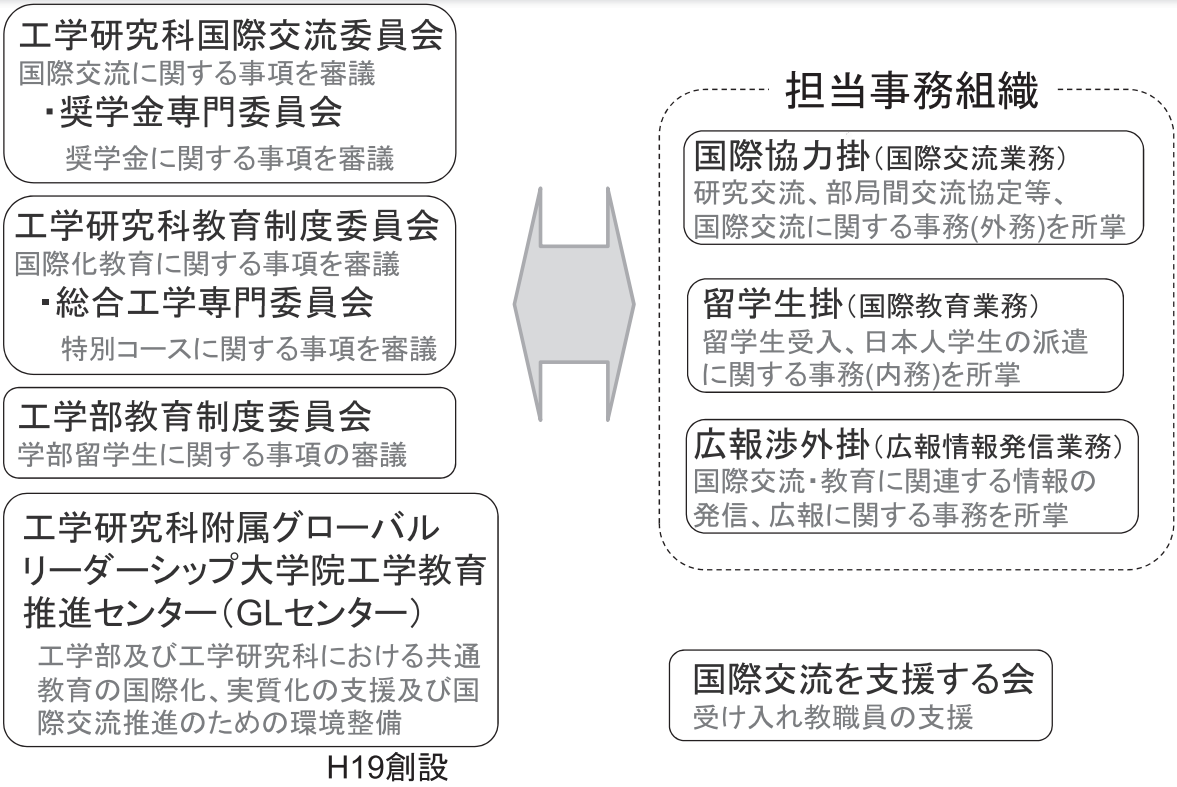 工学研究科国際交流委員会
国際交流に関する事項を審議
・奨学金専門委員会
奨学金に関する事項を審議
工学研究科教育制度委員会
国際化教育に関する事項を審議
・総合工学専門委員会
特別コースに関する事項を審議
工学部教育制度委員会
学部留学生に関する事項の審議
工学研究科附属グローバル
リーダーシップ大学院工学教育
推進センター(GLセンター)
工学部及び工学研究科における共通
教育の国際化、実質化の支援及び国
際交流推進のための環境整備
H19創設
担当事務組織
国際協力掛(国際交流業務)
研究交流、部局間交流協定等、
国際交流に関する事務(外務)を所掌
留学生掛(国際教育業務)
留学生受入、日本人学生の派遣
に関する事務(内務)を所掌
広報渉外掛(広報情報発信業務)
国際交流・教育に関連する情報の
発信、広報に関する事務を所掌
国際交流を支援する会
受け入れ教職員の支援